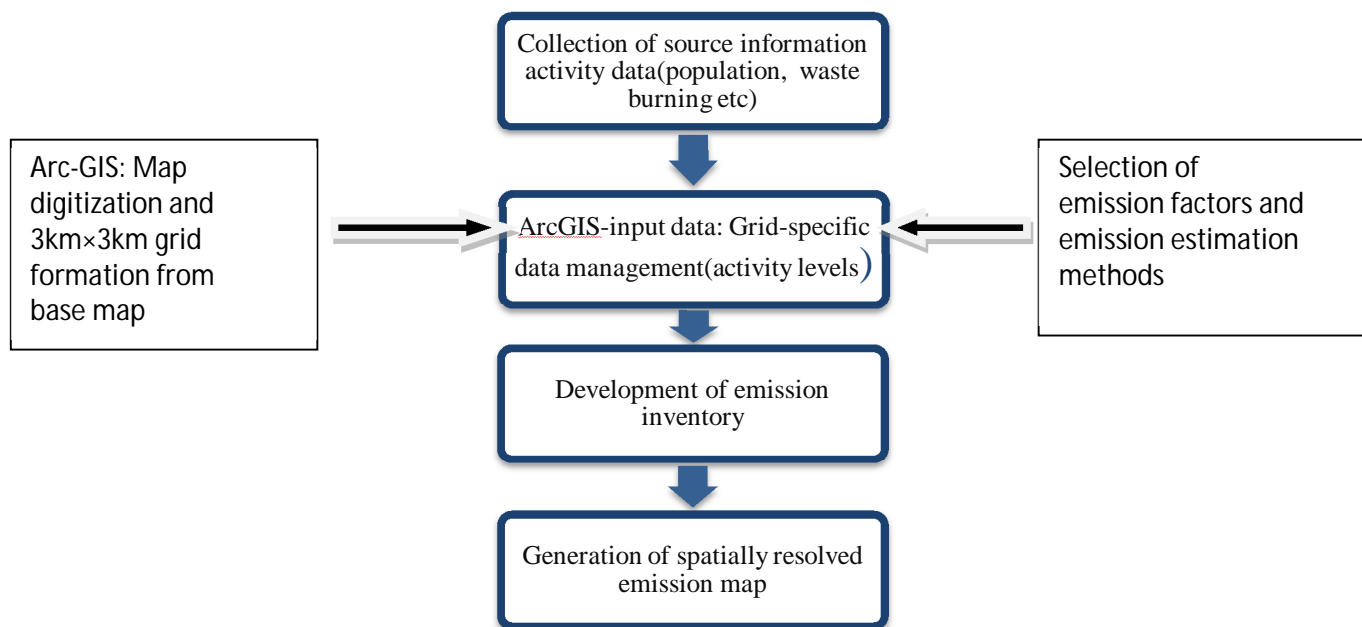 Collection of source information
activity data(population, waste
burning etc)
Arc-GIS: Map
digitization and
3km×3km grid
formation from
base map
ArcGIS-input data: Grid-specific
data management(activity levels)
Selection of
emission factors and
emission estimation
methods
Development of emission
inventory
Generation of spatially resolved
emission map